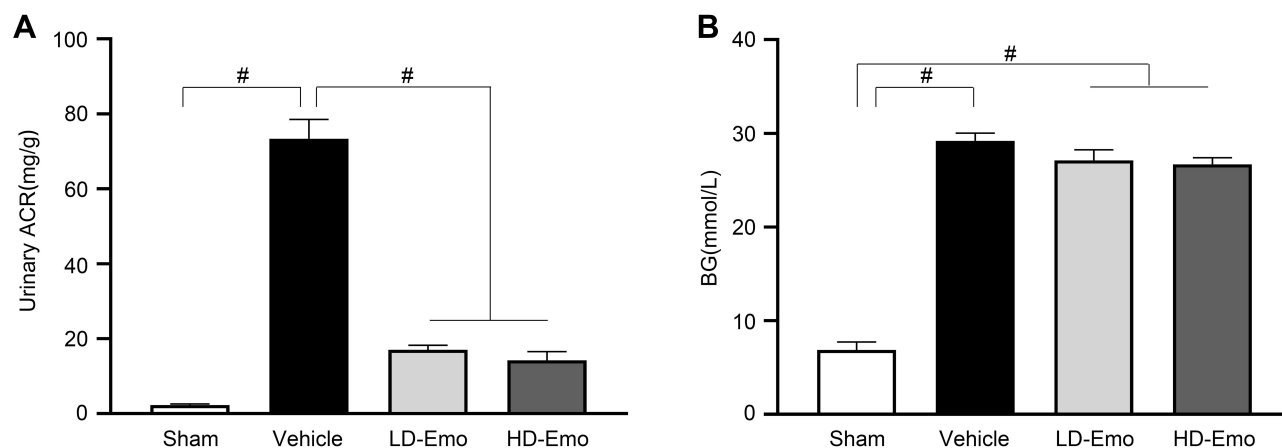 A
Urinary ACR(mg/g)
100
80
60
40
20
0
#
#
Sham
Vehicle
LD-Emo
HD-Emo
B
BG(mmol/L)
40
30
20
10
0
#
#
Sham
Vehicle
LD-Emo
HD-Emo